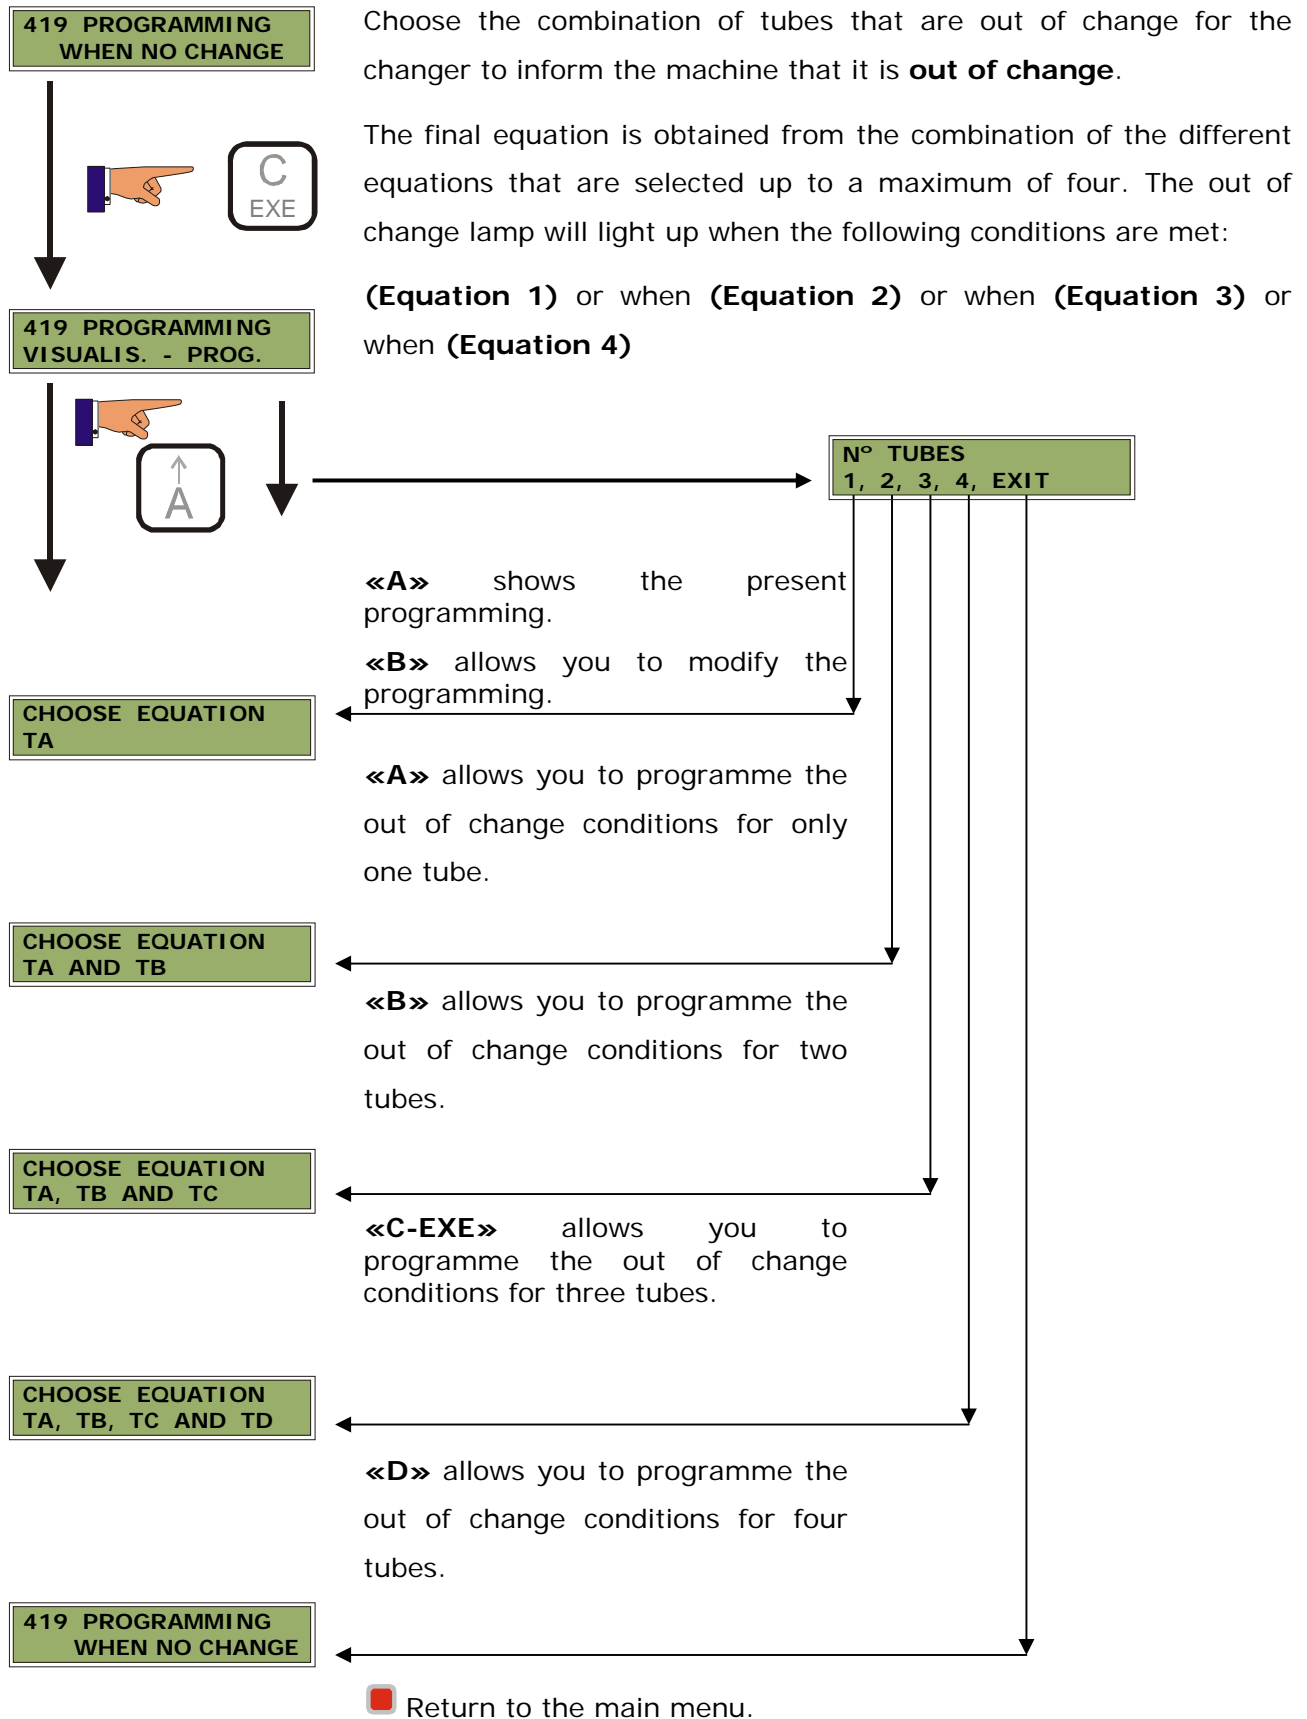 419 PROGRAMMING
WHEN NO CHANGE
Choose the combination of tubes that are out of change for the
changer to inform the machine that it is out of change.
The final equation is obtained from the combination of the different
equations that are selected up to a maximum of four. The out of
change lamp will light up when the following conditions are met:
C
EXE
(Equation 1) or when (Equation 2) or when (Equation 3) or
when (Equation 4)
419 PROGRAMMING
VISUALIS. - PROG.
A
Nº TUBES
1, 2, 3, 4, EXIT
«A» shows the present
programming.
«B» allows you to modify the
programming.
CHOOSE EQUATION
TA
«A» allows you to programme the
out of change conditions for only
one tube.
CHOOSE EQUATION
TA AND TB
«B» allows you to programme the
out of change conditions for two
tubes.
CHOOSE EQUATION
TA, TB AND TC
«C-EXE» allows you to
programme the out of change
conditions for three tubes.
CHOOSE EQUATION
TA, TB, TC AND TD
«D» allows you to programme the
out of change conditions for four
tubes.
419 PROGRAMMING
WHEN NO CHANGE
Return to the main menu.